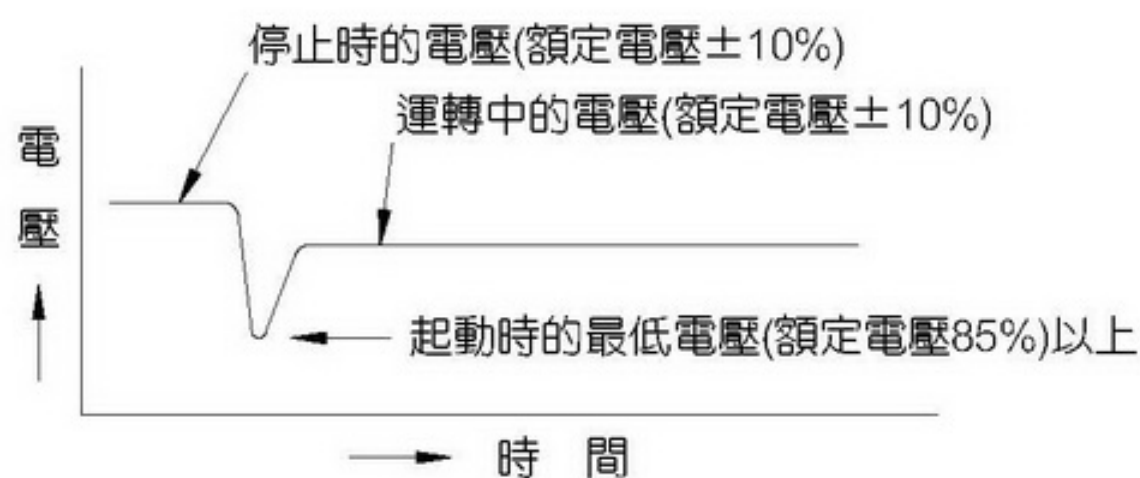 停止時的電壓(額定電壓±10%)
運轉中的電壓(額定電壓±10%)
電壓
起動時的最低電壓(額定電壓85%)以上
時 間